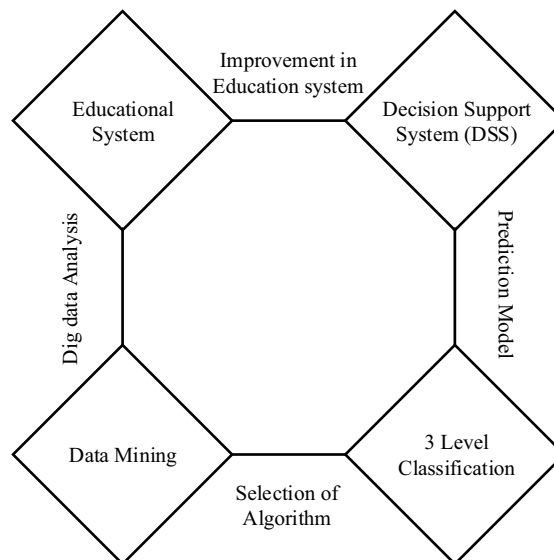 Improvement in
Education system
Educational
System
Decision Support
System (DSS)
Dig data Analysis
Prediction Model
Data Mining
3 Level
Classification
Selection of
Algorithm